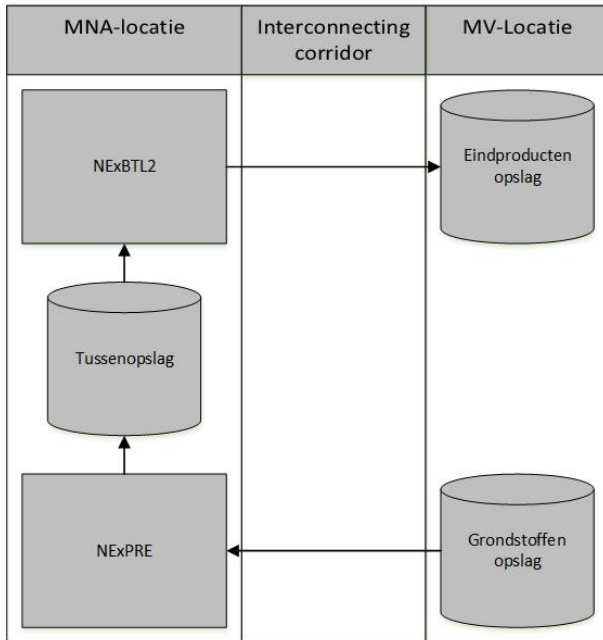 MNA-locatie
Interconnecting
corridor
MV-Locatie
NExBTL2
Eindproducten
opslag
Tussenopslag
NExPRE
Grondstoffen
opslag